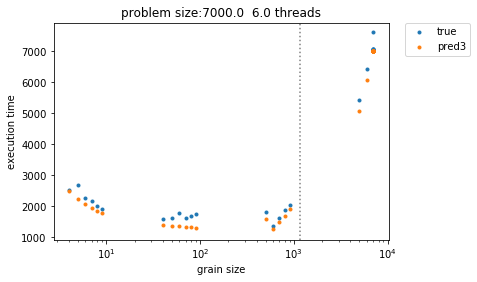 problem size:7000.0  6.0 threads
true
pred3
7000
6000
5000
4000
3000
2000
1000
execution time
10¹
10²
10³
10⁴
grain size